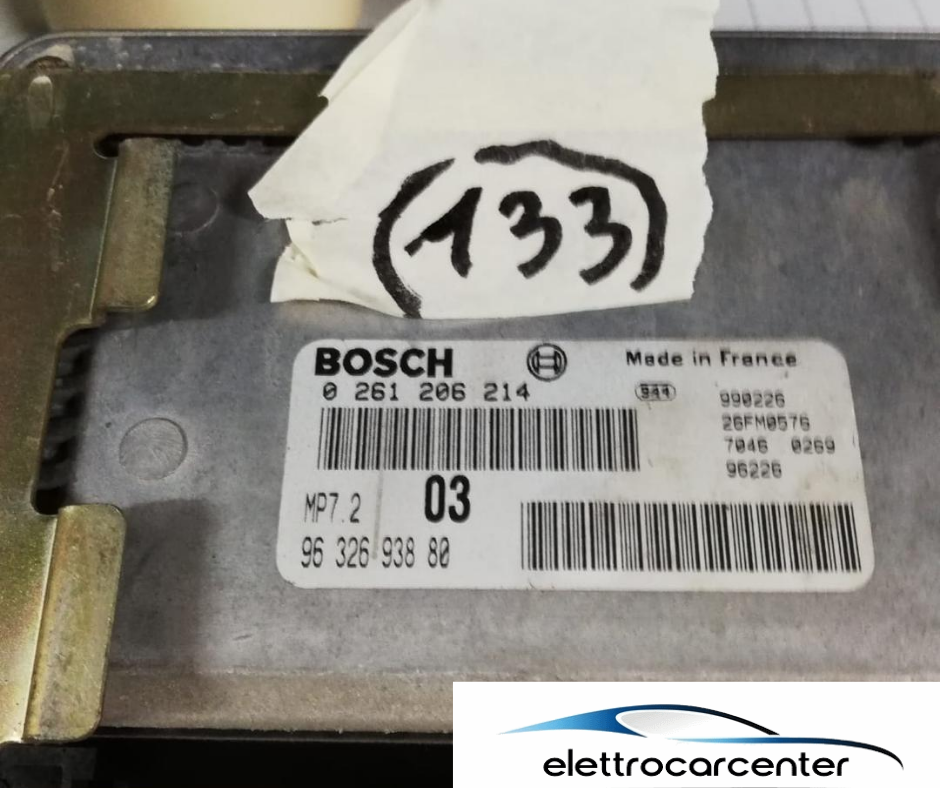 (133)
BOSCH
Made in France
0 261 206 214
944
990226
26FM0576
7046 0269
96226
MP7.2 03
96 326 938 80
elettrocarcenter